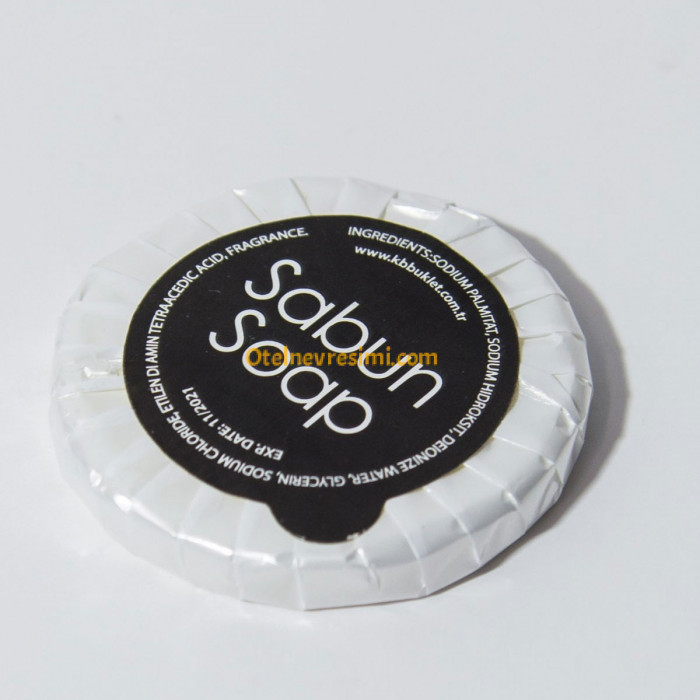 Sabun
Soap
INGREDIENTS:SODIUM PALMITAT, SODIUM HIDROKSIT, DEIONIZE WATER, GLYCERIN, SODIUM CHLORIDE ETILEN DI AMIN TETRAACEDIC ACID, FRAGRANCE.
www.kbbuklet.com.tr
EXP. DATE:11/2021
Otelnevresimi.com